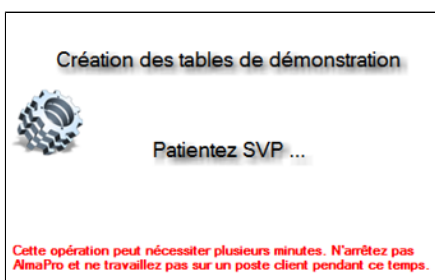 Création des tables de démonstration
Patientez SVP ...
Cette opération peut nécessiter plusieurs minutes. N'arrêtez pas
AlmaPro et ne travaillez pas sur un poste client pendant ce temps.